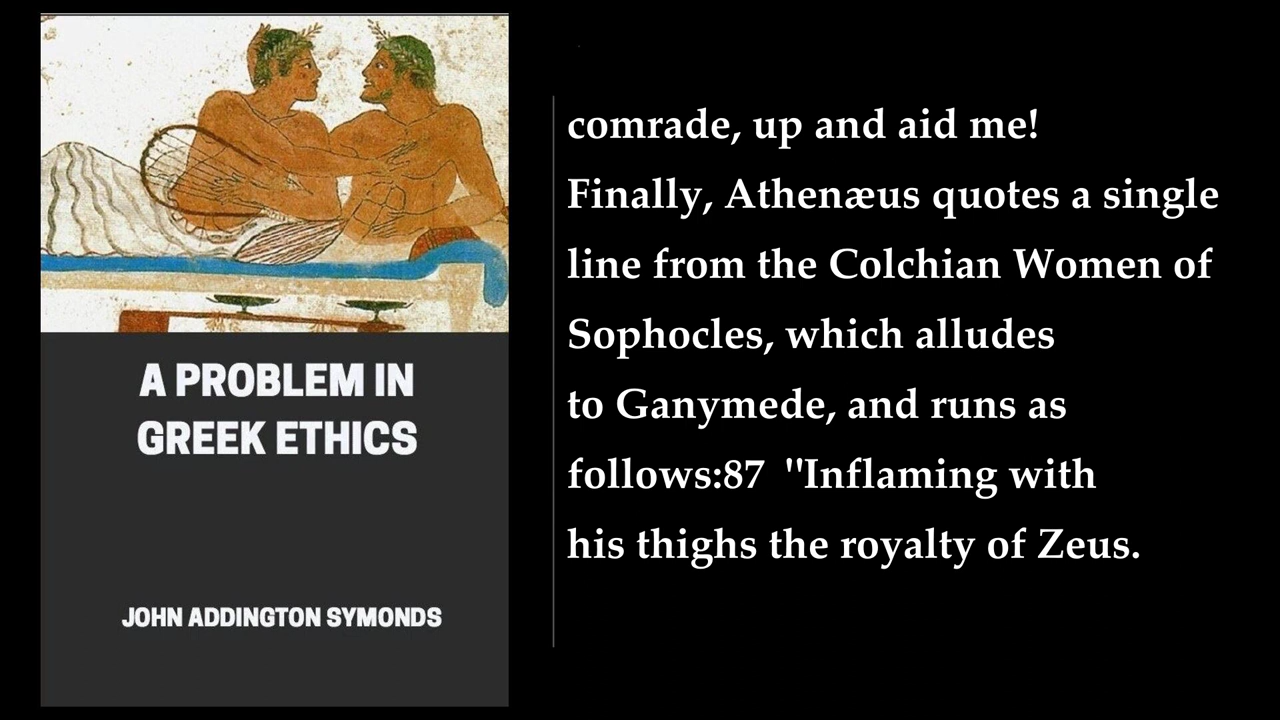 A PROBLEM IN
GREEK ETHICS
JOHN ADDINGTON SYMONDS
comrade, up and aid me!
Finally, Athenæus quotes a single
line from the Colchian Women of
Sophocles, which alludes
to Ganymede, and runs as
follows:87 "Inflaming with
his thighs the royalty of Zeus.